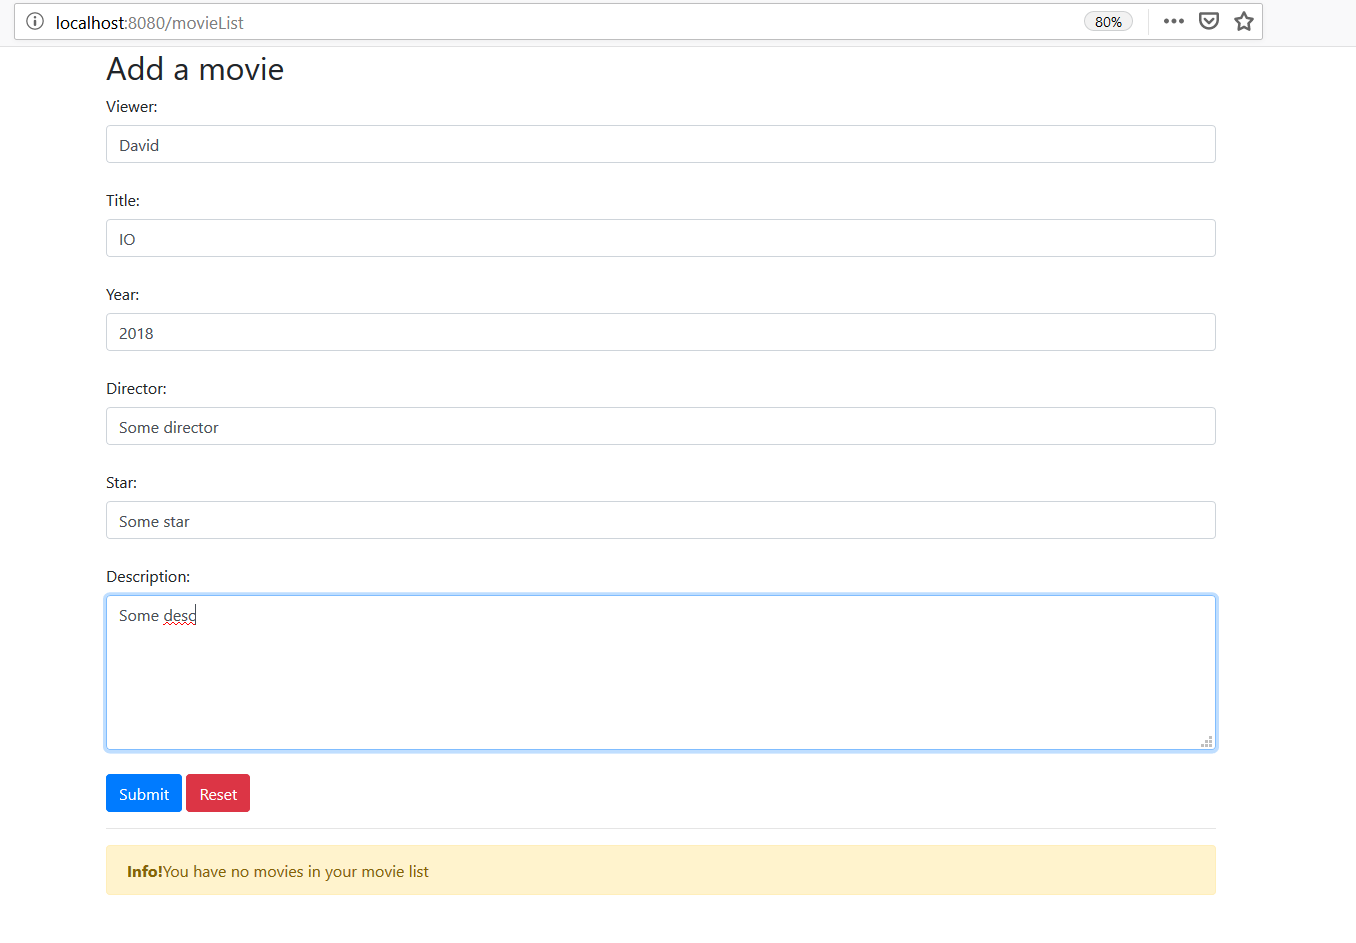 localhost:8080/movieList 80%
Add a movie
Viewer:
David
Title:
IO
Year:
2018
Director:
Some director
Star:
Some star
Description:
Some desc
Submit Reset
Info!You have no movies in your movie list